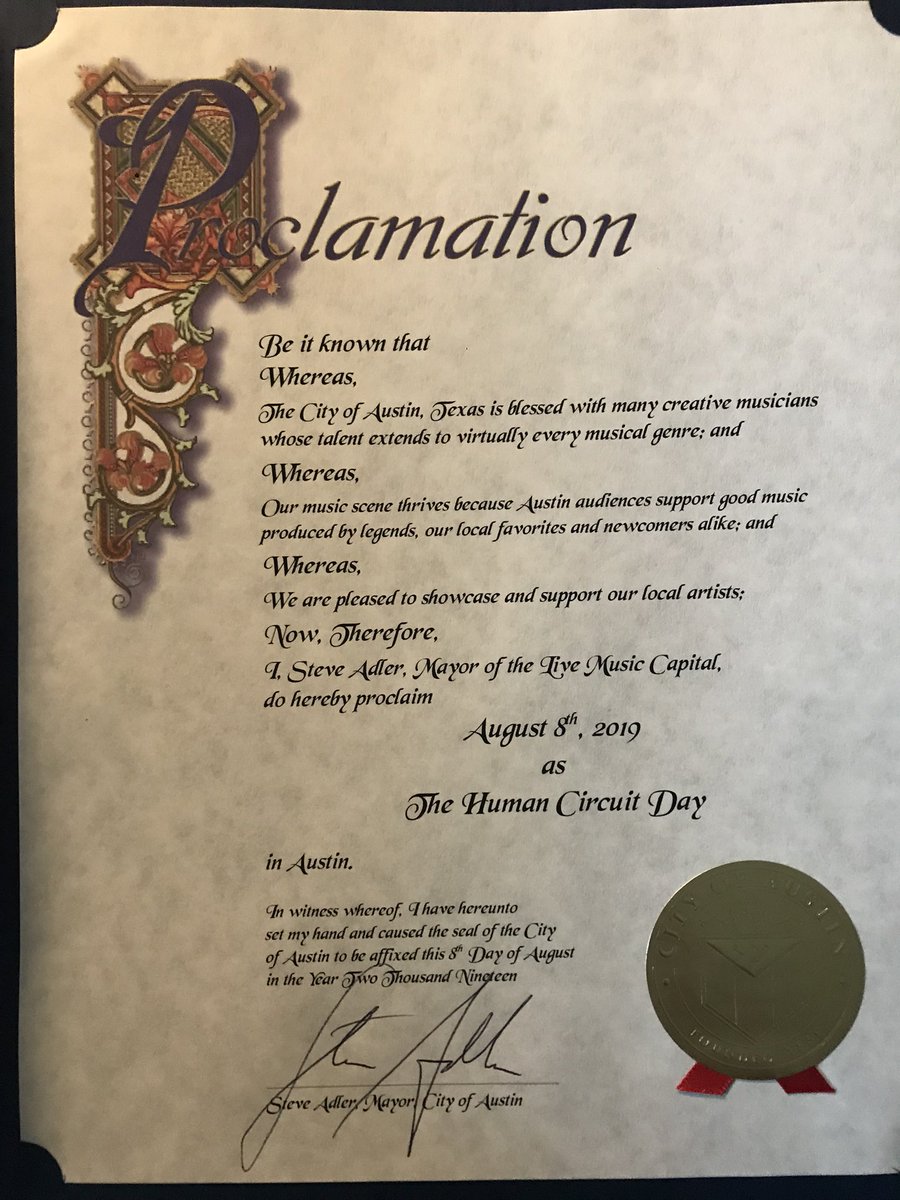 Proclamation
Be it known that
Whereas,
The City of Austin, Texas is blessed with many creative musicians
whose talent extends to virtually every musical genre; and
Whereas,
Our music scene thrives because Austin audiences support good music
produced by legends, our local favorites and newcomers alike; and
Whereas,
We are pleased to showcase and support our local artists;
Now, Therefore,
I, Steve Adler, Mayor of the Live Music Capital,
do hereby proclaim
August 8th, 2019
as
The Human Circuit Day
in Austin.
In witness whereof, I have hereunto
set my hand and caused the seal of the City
of Austin to be affixed this 8th Day of August
in the Year Two Thousand Nineteen
Steve Adler
Steve Adler, Mayor, City of Austin
CITY OF AUSTIN
FOUNDED